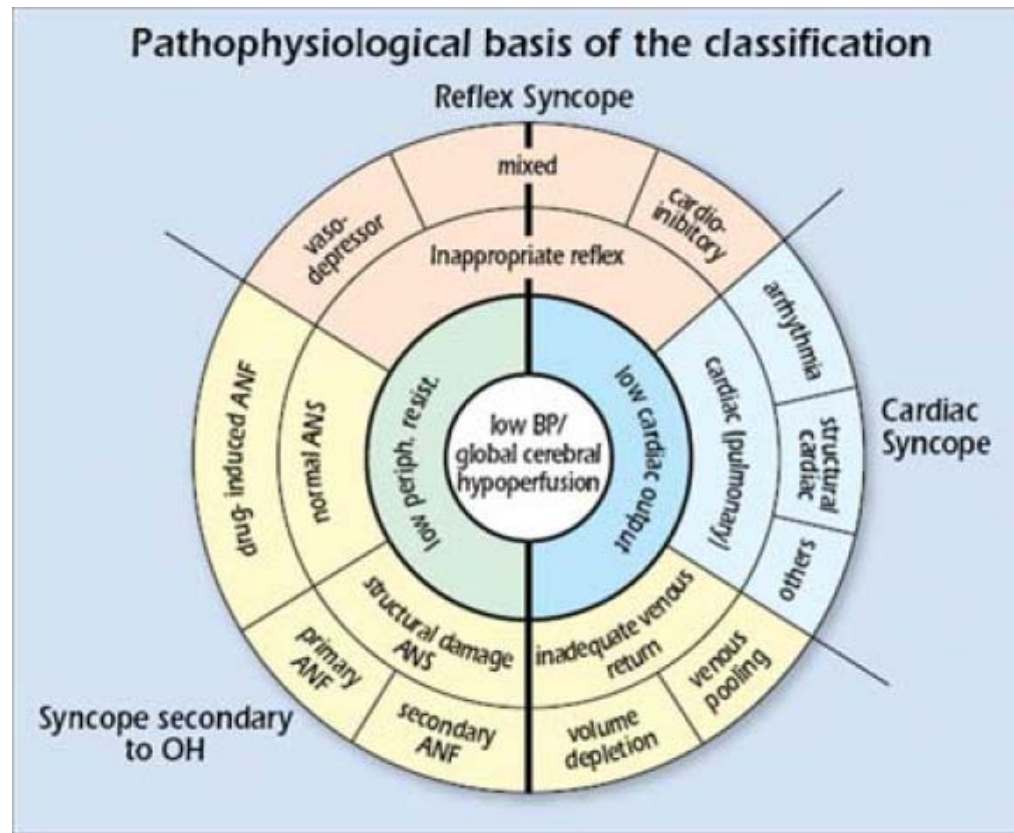 Pathophysiological basis of the classification
Reflex Syncope
mixed
vaso-
depressor
cardio-
inibitory
Inappropriate reflex
arrhythmia
structural
cardiac
others
cardiac (pulmonary)
Cardiac
Syncope
drug- induced ANF
normal ANS
low periph. resist.
low BP/
global cerebral
hypoperfusion
low cardiac output
structural damage
ANS
inadequate venous
return
primary
ANF
secondary
ANF
volume
depletion
venous
pooling
Syncope secondary
to OH